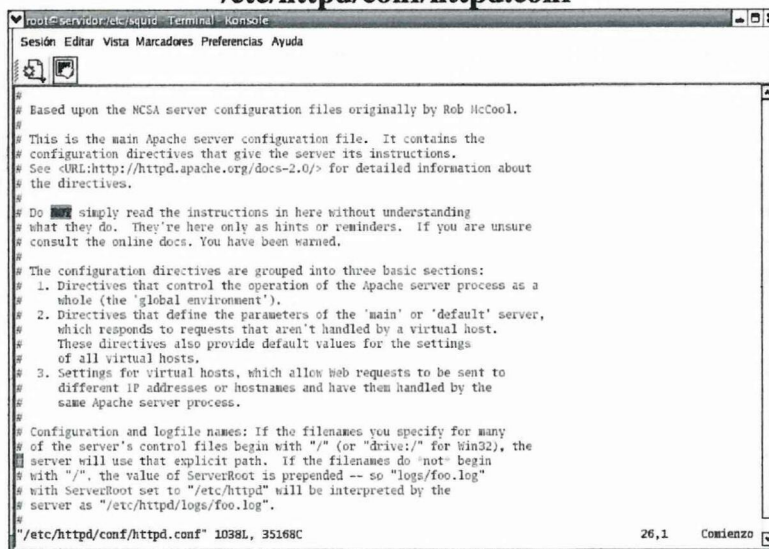 /etc/httpd/conf/httpd.conf
root@servidor:/etc/squid - Terminal - Konsole
Sesión Editar Vista Marcadores Preferencias Ayuda
#
# Based upon the NCSA server configuration files originally by Rob McCool.
#
# This is the main Apache server configuration file. It contains the
# configuration directives that give the server its instructions.
# See <URL:http://httpd.apache.org/docs-2.0/> for detailed information about
# the directives.
#
# Do simply read the instructions in here without understanding
# what they do. They're here only as hints or reminders. If you are unsure
# consult the online docs. You have been warned.
#
# The configuration directives are grouped into three basic sections:
# 1. Directives that control the operation of the Apache server process as a
# whole (the 'global environment').
# 2. Directives that define the parameters of the 'main' or 'default' server,
# which responds to requests that aren't handled by a virtual host.
# These directives also provide default values for the settings
# of all virtual hosts.
# 3. Settings for virtual hosts, which allow Web requests to be sent to
# different IP addresses or hostnames and have them handled by the
# same Apache server process.
#
# Configuration and logfile names: If the filenames you specify for many
# of the server's control files begin with "/" (or "drive:/" for Win32), the
# server will use that explicit path. If the filenames do *not* begin
# with "/", the value of ServerRoot is prepended -- so "logs/foo.log"
# with ServerRoot set to "/etc/httpd" will be interpreted by the
# server as "/etc/httpd/logs/foo.log".
#
"/etc/httpd/conf/httpd.conf" 1038L, 35168C 26,1 Comienzo